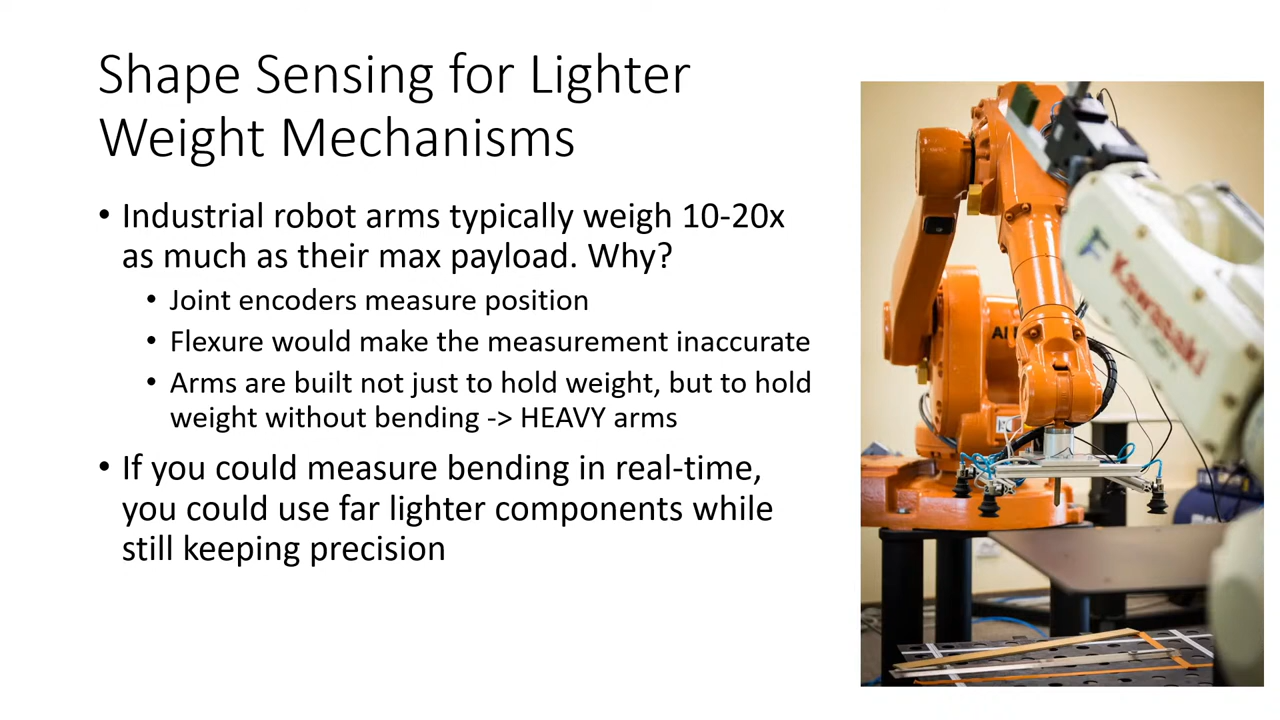 Shape Sensing for Lighter
Weight Mechanisms
• Industrial robot arms typically weigh 10-20x
as much as their max payload. Why?
• Joint encoders measure position
• Flexure would make the measurement inaccurate
• Arms are built not just to hold weight, but to hold
weight without bending -> HEAVY arms
• If you could measure bending in real-time,
you could use far lighter components while
still keeping precision
Kawasaki